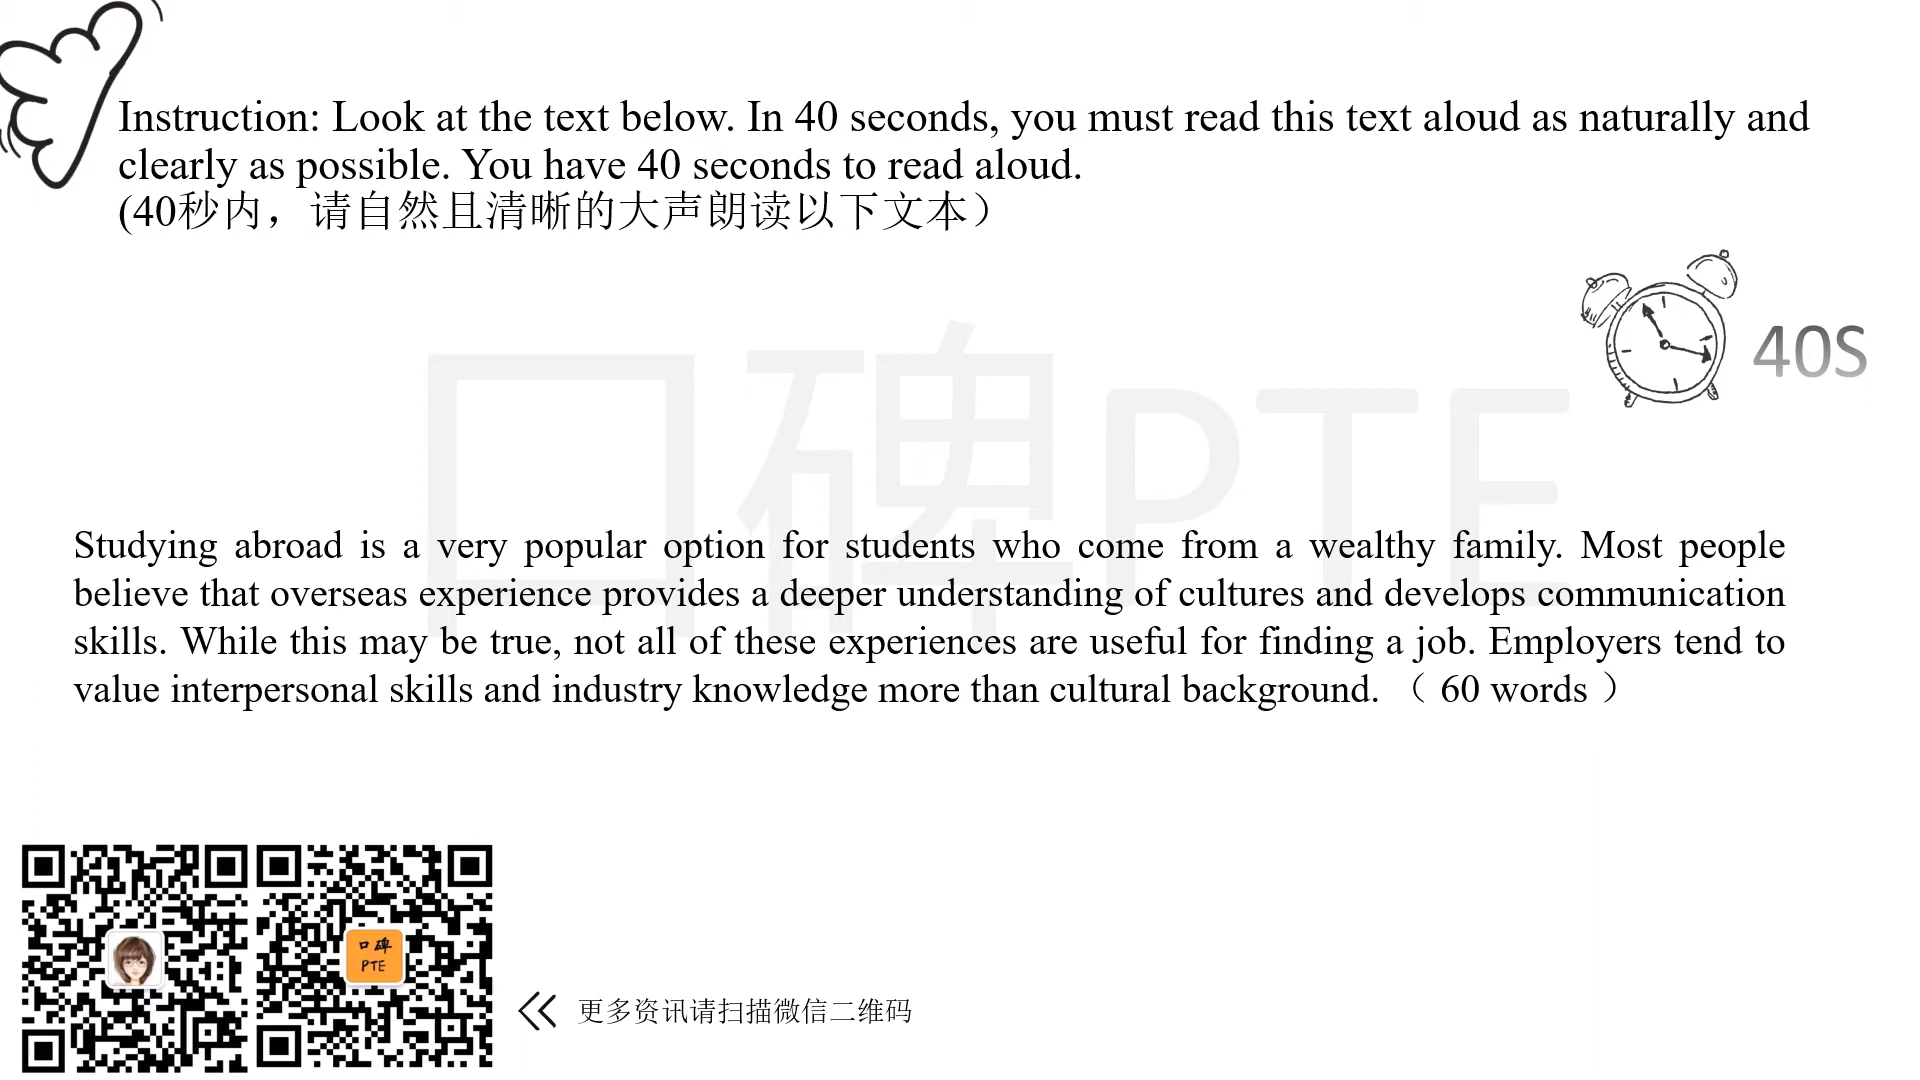 Instruction: Look at the text below. In 40 seconds, you must read this text aloud as naturally and
clearly as possible. You have 40 seconds to read aloud.
(40秒内，请自然且清晰的大声朗读以下文本）
40S
口碑PTE
Studying abroad is a very popular option for students who come from a wealthy family. Most people
believe that overseas experience provides a deeper understanding of cultures and develops communication
skills. While this may be true, not all of these experiences are useful for finding a job. Employers tend to
value interpersonal skills and industry knowledge more than cultural background. （ 60 words ）
口碑
PTE
更多资讯请扫描微信二维码